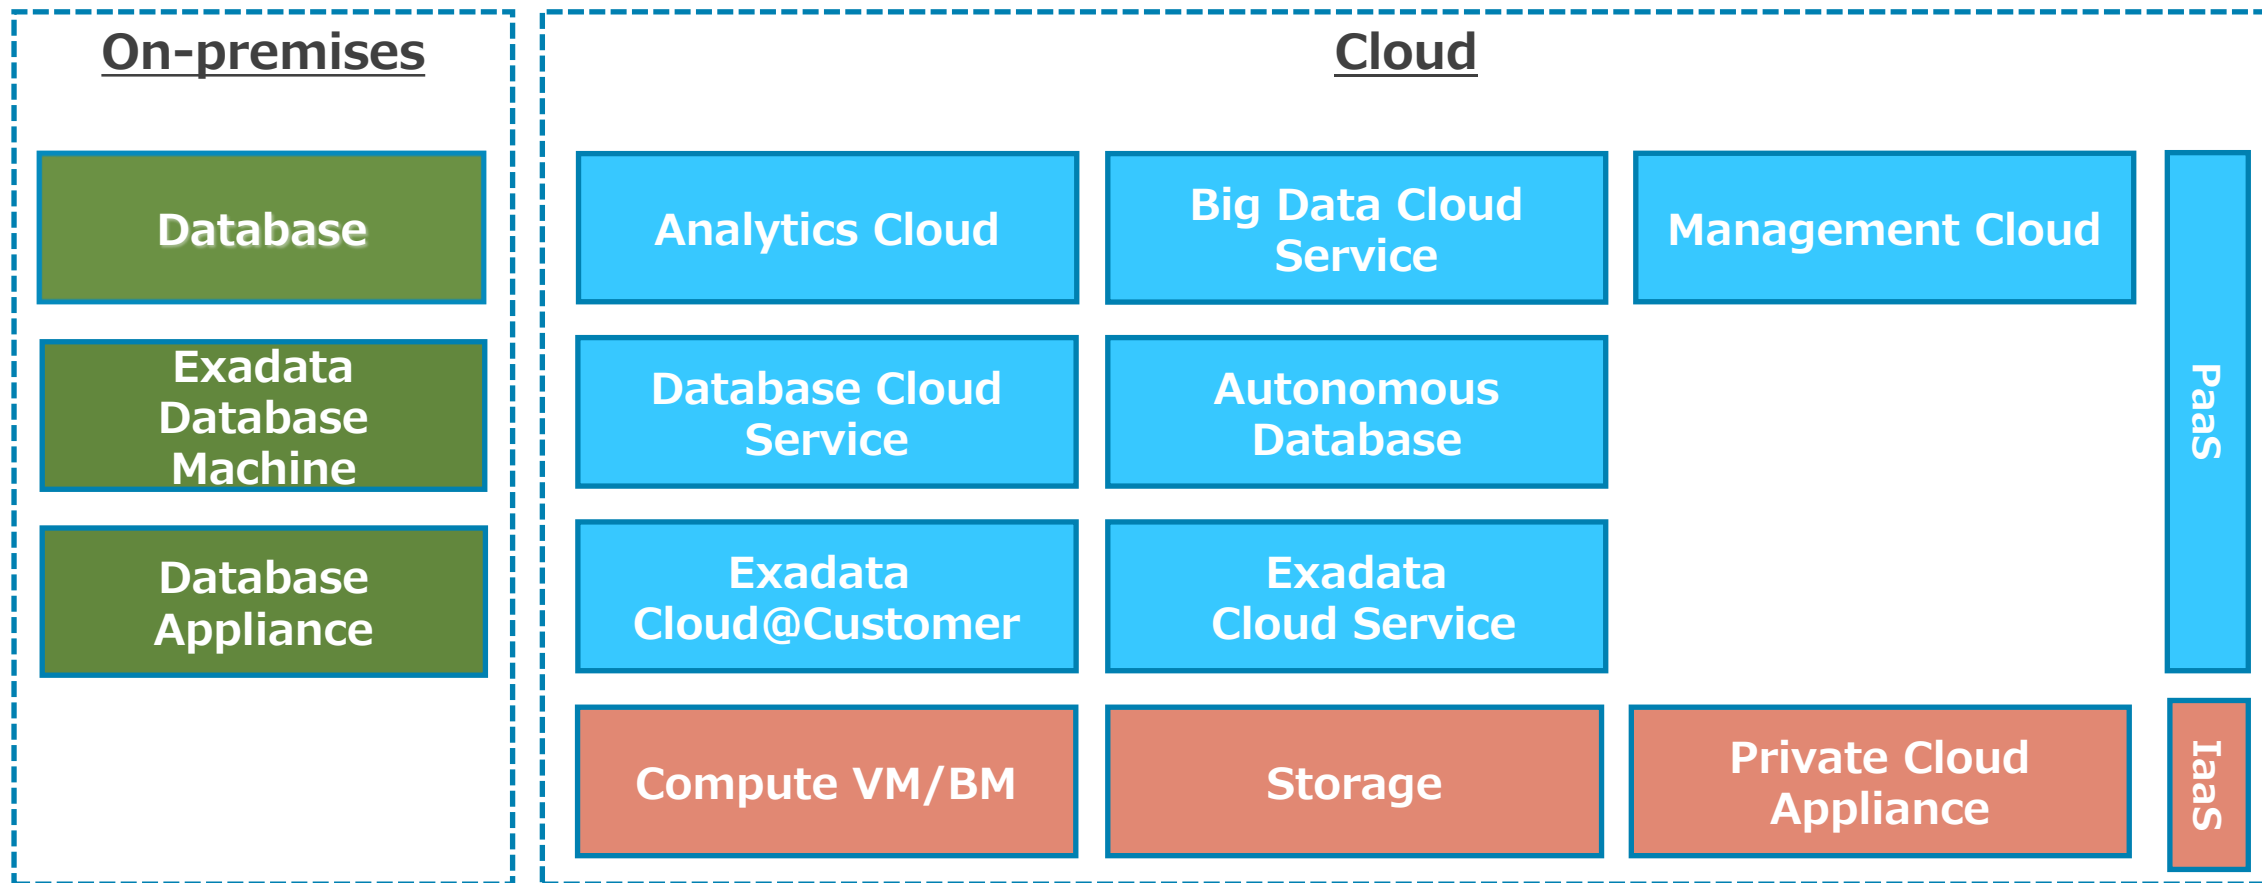 On-premises
Database
Exadata
Database
Machine
Database
Appliance
Cloud
Analytics Cloud
Big Data Cloud
Service
Management Cloud
Database Cloud
Service
Autonomous
Database
Exadata
Cloud@Customer
Exadata
Cloud Service
PaaS
Compute VM/BM
Storage
Private Cloud
Appliance
IaaS